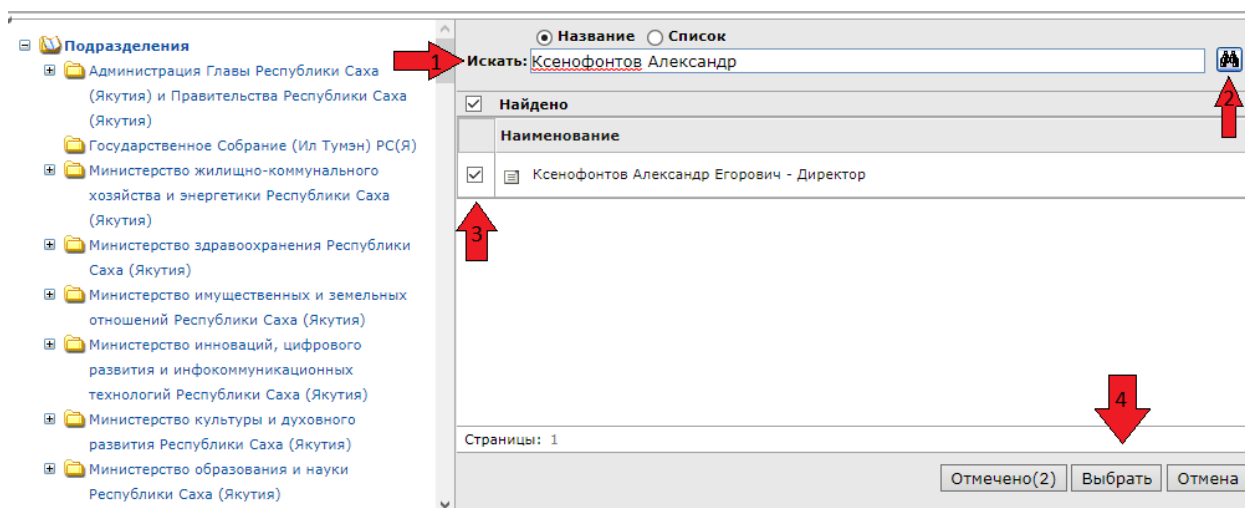 Подразделения
Администрация Главы Республики Саха
(Якутия) и Правительства Республики Саха
(Якутия)
Государственное Собрание (Ил Тумэн) РС(Я)
Министерство жилищно-коммунального
хозяйства и энергетики Республики Саха
(Якутия)
Министерство здравоохранения Республики
Саха (Якутия)
Министерство имущественных и земельных
отношений Республики Саха (Якутия)
Министерство инноваций, цифрового
развития и инфокоммуникационных
технологий Республики Саха (Якутия)
Министерство культуры и духовного
развития Республики Саха (Якутия)
Министерство образования и науки
Республики Саха (Якутия)
Название Список
1 Искать: Ксенофонтов Александр
2
Найдено
Наименование
Ксенофонтов Александр Егорович - Директор
3
4
Страницы: 1
Отмечено(2) Выбрать Отмена